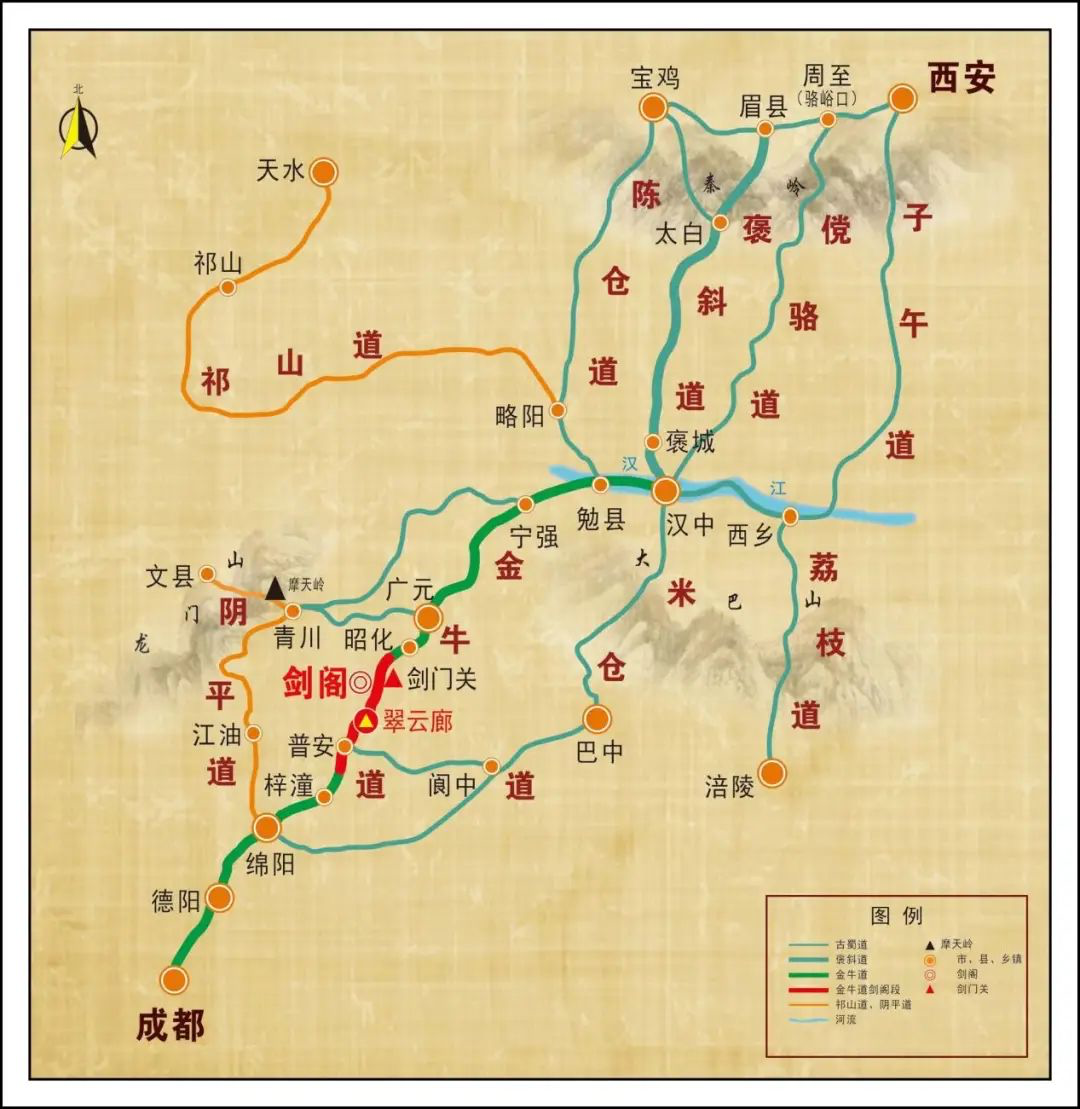 北
宝鸡
周至
（骆峪口）
西安
眉县
天水
秦
岭
陈仓道
太白
褒斜道
傥骆道
子午道
祁山
祁山道
略阳
褒城
汉
江
宁强
勉县
汉中
西乡
大
巴
山
文县
山
摩天岭
门
龙
阴平道
青川
广元
昭化
金牛道
米仓道
荔枝道
剑阁
剑门关
翠云廊
江油
普安
梓潼
阆中
巴中
涪陵
绵阳
德阳
成都
图例
古蜀道
褒斜道
金牛道
金牛道剑阁段
祁山道、阴平道
河流
摩天岭
市、县、乡镇
剑阁
剑门关